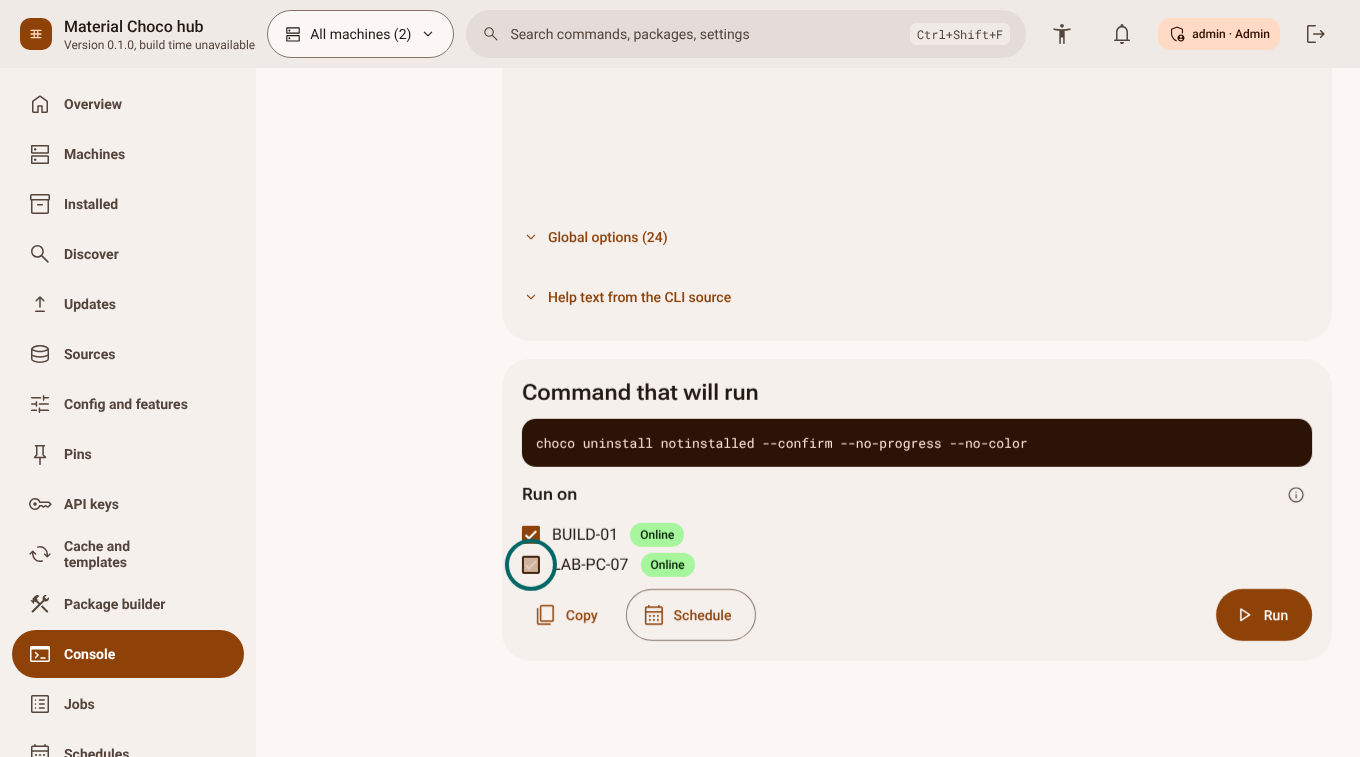 Material Choco hub
Version 0.1.0, build time unavailable
All machines (2)
Search commands, packages, settings
Ctrl+Shift+F
admin · Admin
Overview
Machines
Installed
Discover
Updates
Sources
Config and features
Pins
API keys
Cache and
templates
Package builder
Console
Jobs
Schedules
Global options (24)
Help text from the CLI source
Command that will run
choco uninstall notinstalled --confirm --no-progress --no-color
Run on
BUILD-01 Online
LAB-PC-07 Online
Copy
Schedule
Run